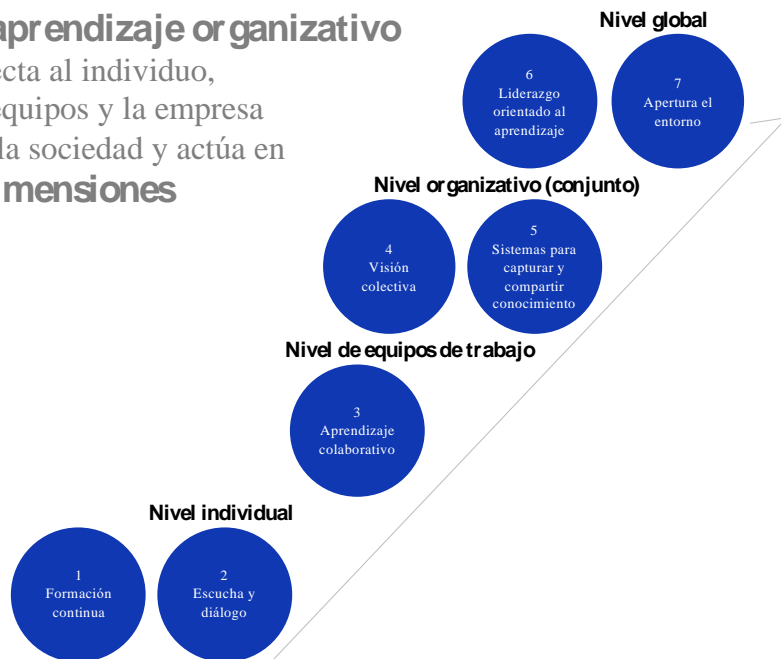 aprendizaje organizativo
ecta al individuo,
equipos y la empresa
la sociedad y actúa en
mensiones
Nivel global
6
Liderazgo
orientado al
aprendizaje
7
Apertura el
entorno
Nivel organizativo (conjunto)
4
Visión
colectiva
5
Sistemas para
capturar y
compartir
conocimiento
Nivel de equipos de trabajo
3
Aprendizaje
colaborativo
Nivel individual
1
Formación
continua
2
Escucha y
diálogo